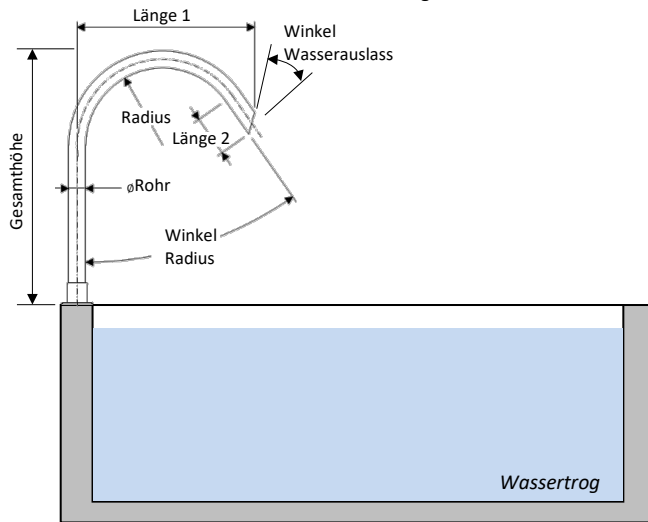 Länge 1
Winkel
Wasserauslass
Radius
Länge 2
Gesamthöhe
øRohr
Winkel
Radius
Wassertrog